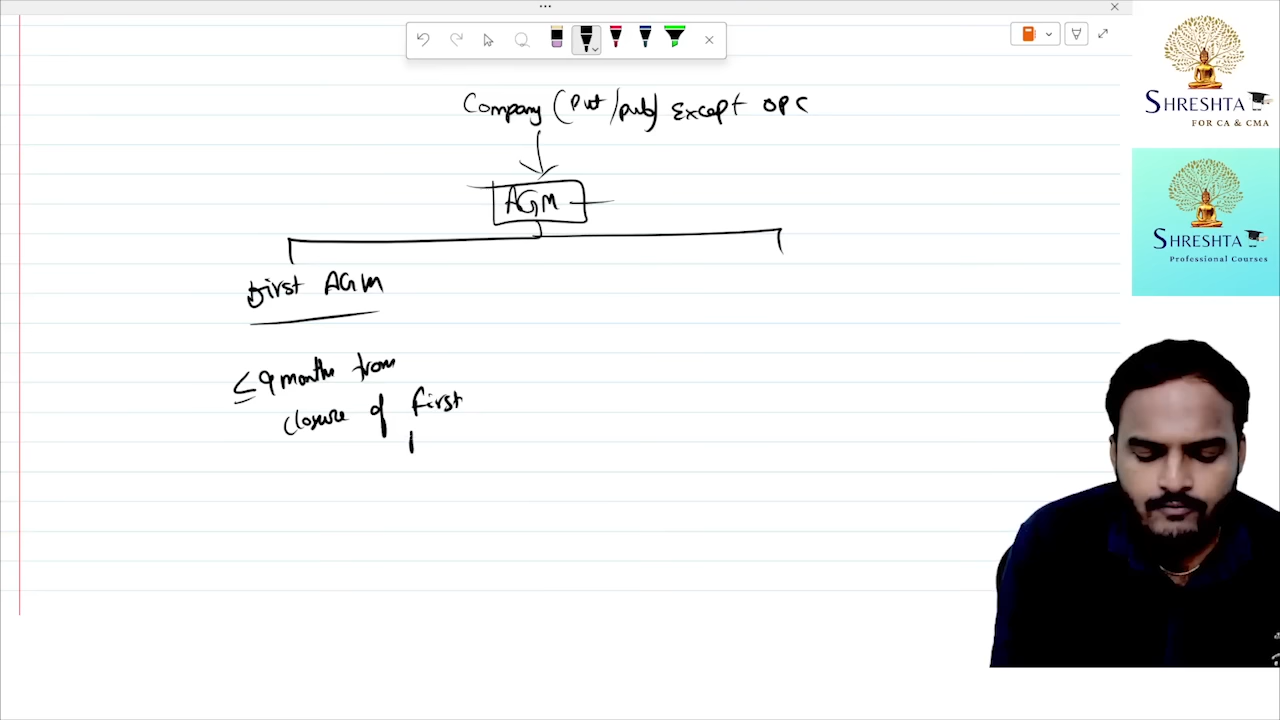 Company (Pvt/pub) Except OPC
AGM
First AGM
≤ 9 months from
closure of first
SHRESHTA
FOR CA & CMA
SHRESHTA
Professional Courses